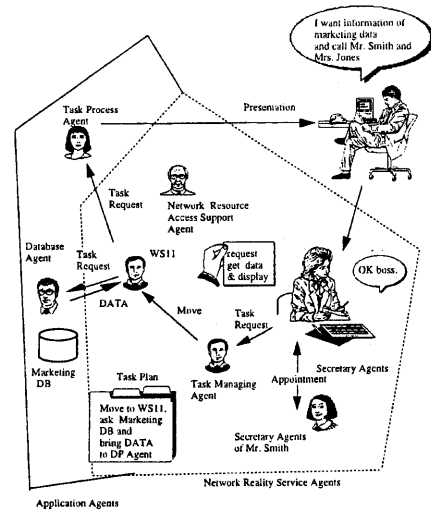 I want information of
marketing data
and call Mr. Smith and
Mrs. Jones
Task Process
Agent
Presentation
Task
Request
Network Resource
Access Support
Agent
Database
Agent
Task
Request
WS11
request
get data
& display
OK boss.
DATA
Move
Task
Request
Marketing
DB
Task Managing
Agent
Secretary Agents
Appointment
Task Plan
Move to WS11,
ask Marketing
DB and
bring DATA
to DP Agent
Secretary Agents
of Mr. Smith
Network Reality Service Agents
Application Agents